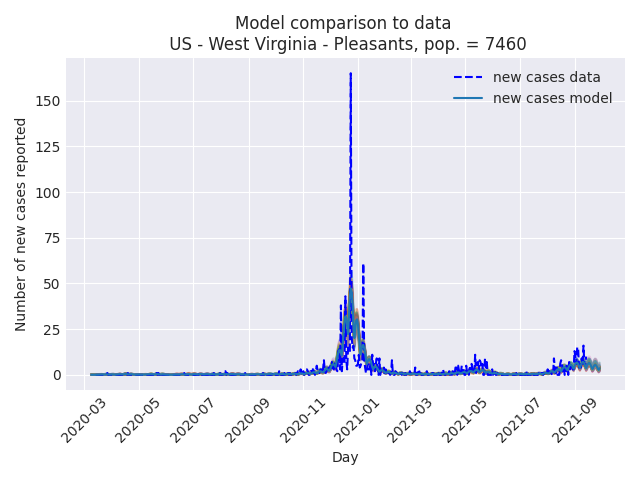 Model comparison to data
US - West Virginia - Pleasants, pop. = 7460
new cases data
new cases model
Number of new cases reported
150
125
100
75
50
25
0
2020-03
2020-05
2020-07
2020-09
2020-11
2021-01
2021-03
2021-05
2021-07
2021-09
Day